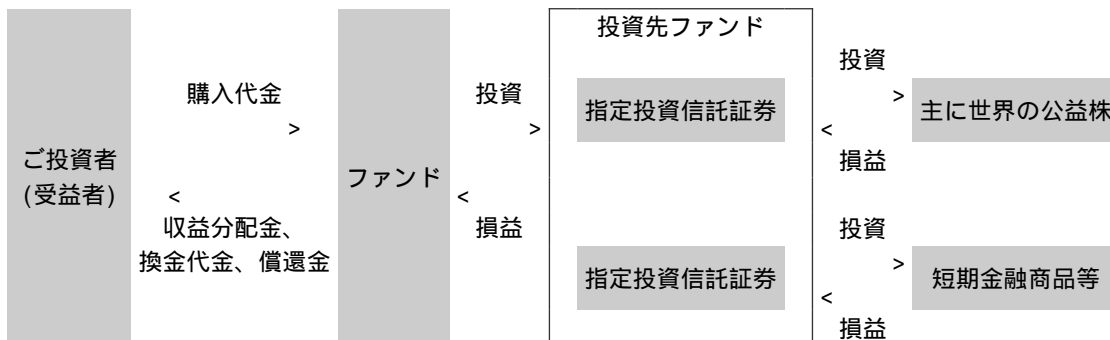 投資先ファンド
投資
購入代金
投資
指定投資信託証券
>
主に世界の公益株
>
>
<
ご投資者
(受益者)
ファンド
損益
<
<
収益分配金、
損益
投資
換金代金、償還金
指定投資信託証券
>
短期金融商品等
<
損益